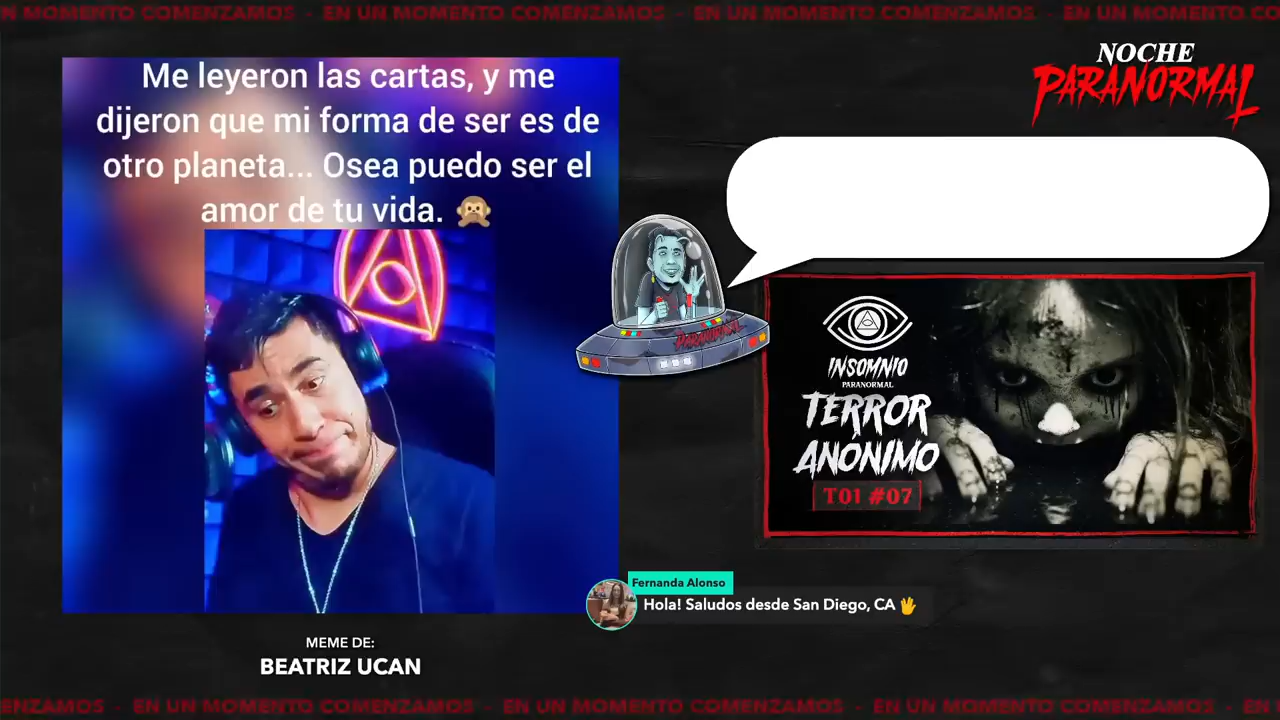 N UN MOMENTO COMENZAMOS - EN UN MOMENTO COMENZAMOS - EN UN MOMENTO COMENZAMOS - EN UN MOMENTO CO
NOCHE
PARANORMAL
Me leyeron las cartas, y me
dijeron que mi forma de ser es de
otro planeta... Osea puedo ser el
amor de tu vida. 🙊
PARANORMAL
INSOMNIO
PARANORMAL
TERROR
ANÓNIMO
T01 #07
Fernanda Alonso
Hola! Saludos desde San Diego, CA 🖖
MEME DE:
BEATRIZ UCAN
ENZAMOS - EN UN MOMENTO COMENZAMOS - EN UN MOMENTO COMENZAMOS - EN UN MOMENTO COMENZAMOS - EN